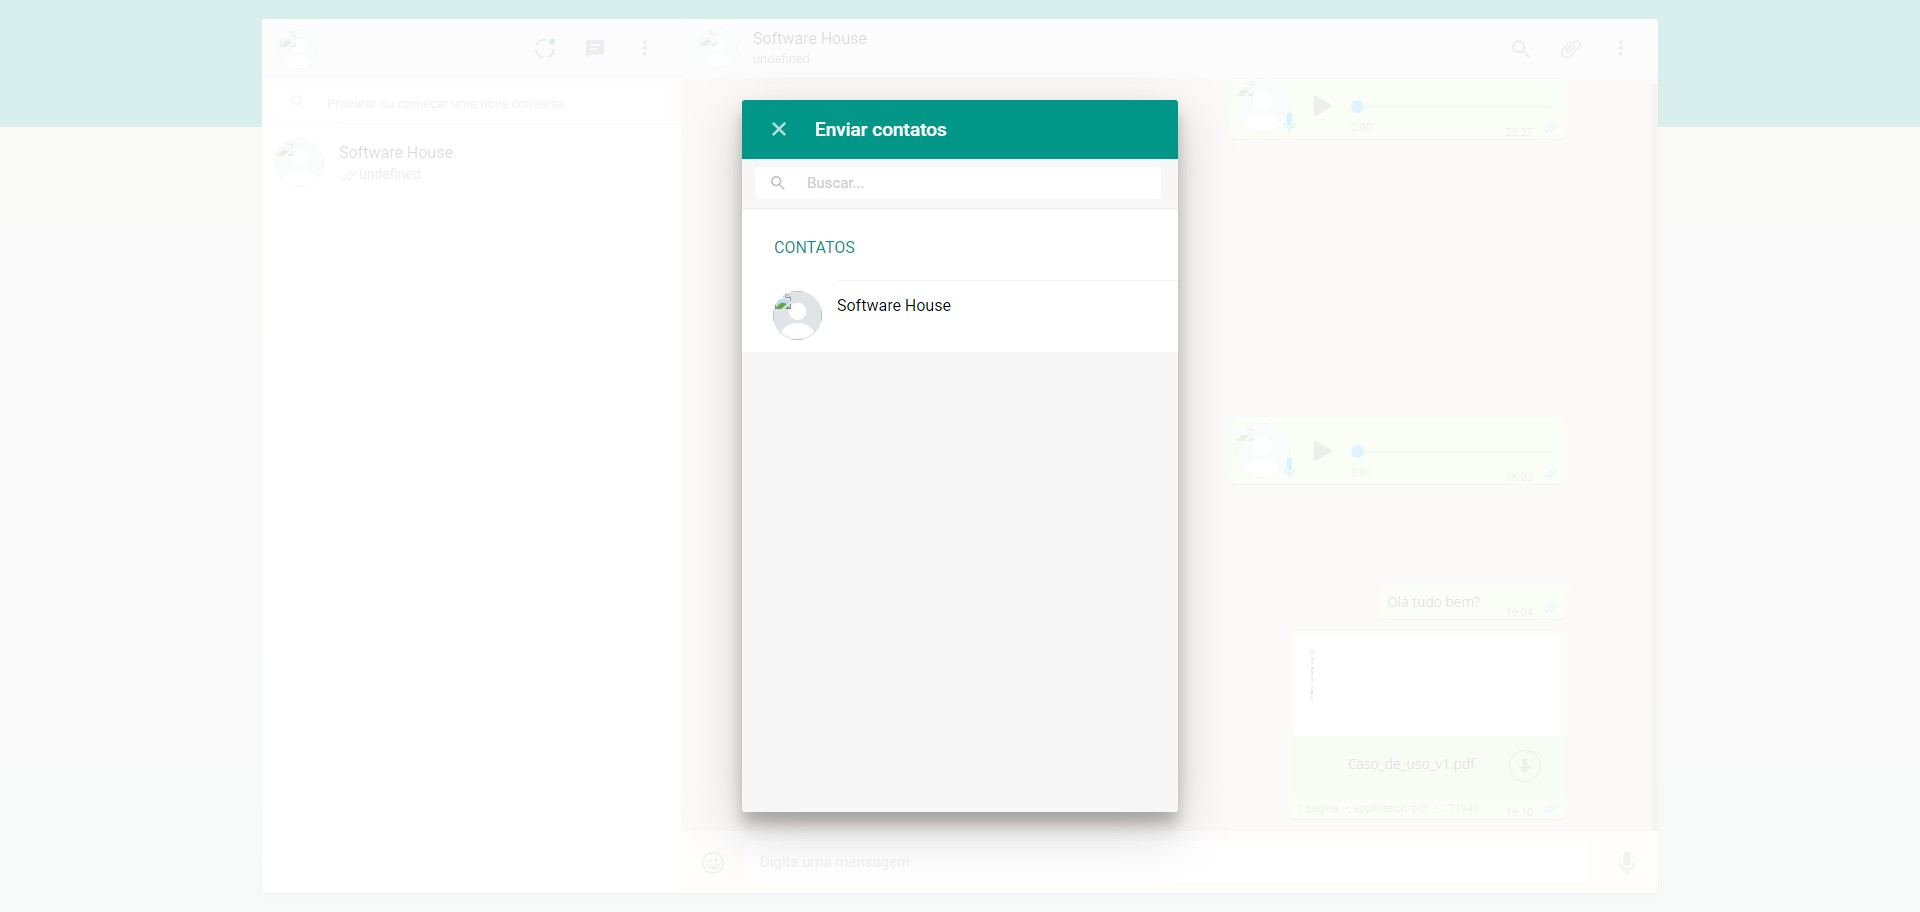 Software House
undefined
Procurar ou começar uma nova conversa
Software House
undefined
Enviar contatos
Buscar...
CONTATOS
Software House
0:00
22:27
0:00
16:03
Olá tudo bem?
16:04
Caso_de_uso_v1.pdf
1 página application/pdf 171949
16:10
Digite uma mensagem